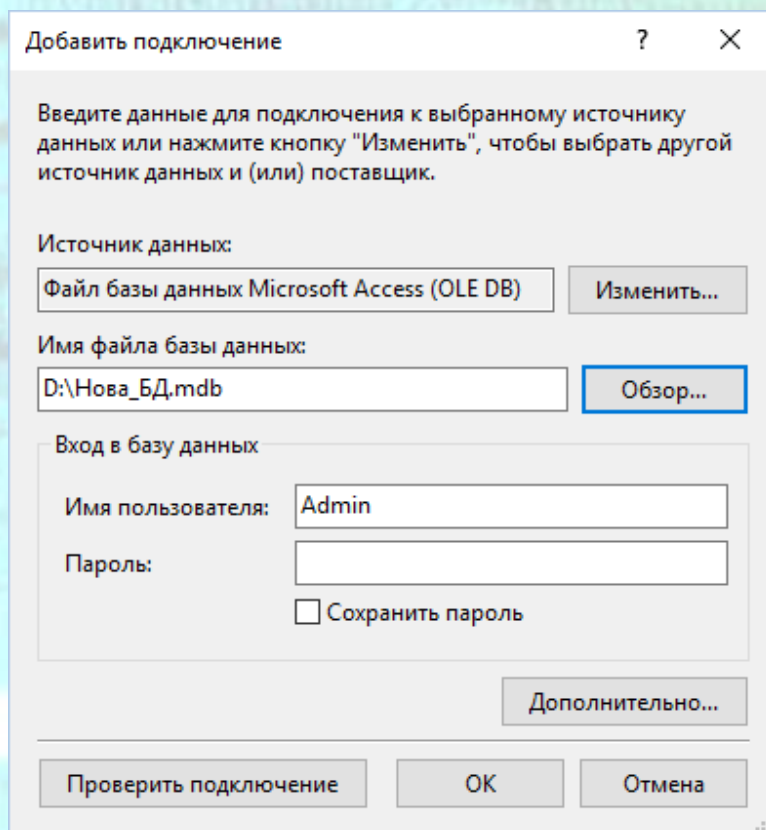 Добавить подключение ? ×
Введите данные для подключения к выбранному источнику
данных или нажмите кнопку "Изменить", чтобы выбрать другой
источник данных и (или) поставщик.
Источник данных:
Файл базы данных Microsoft Access (OLE DB) Изменить...
Имя файла базы данных:
D:\Нова_БД.mdb Обзор...
Вход в базу данных
Имя пользователя: Admin
Пароль:
Сохранить пароль
Дополнительно...
Проверить подключение ОК Отмена